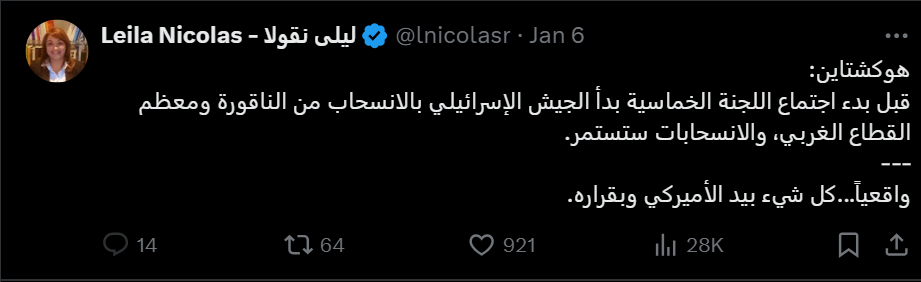 Leila Nicolas - ليلى نقولا @lnicolasr · Jan 6
هوكشتاين:
قبل بدء اجتماع اللجنة الخماسية بدأ الجيش الإسرائيلي بالانسحاب من الناقورة ومعظم
القطاع الغربي، والانسحابات ستستمر.
---
واقعياً...كل شيء بيد الأميركي وبقراره.
14 64 921 28K